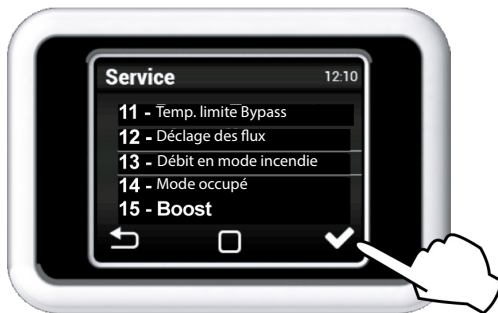 Service
12:10
11 - Temp. limite Bypass
12 - Déclage des flux
13 - Débit en mode incendie
14 - Mode occupé
15 - Boost